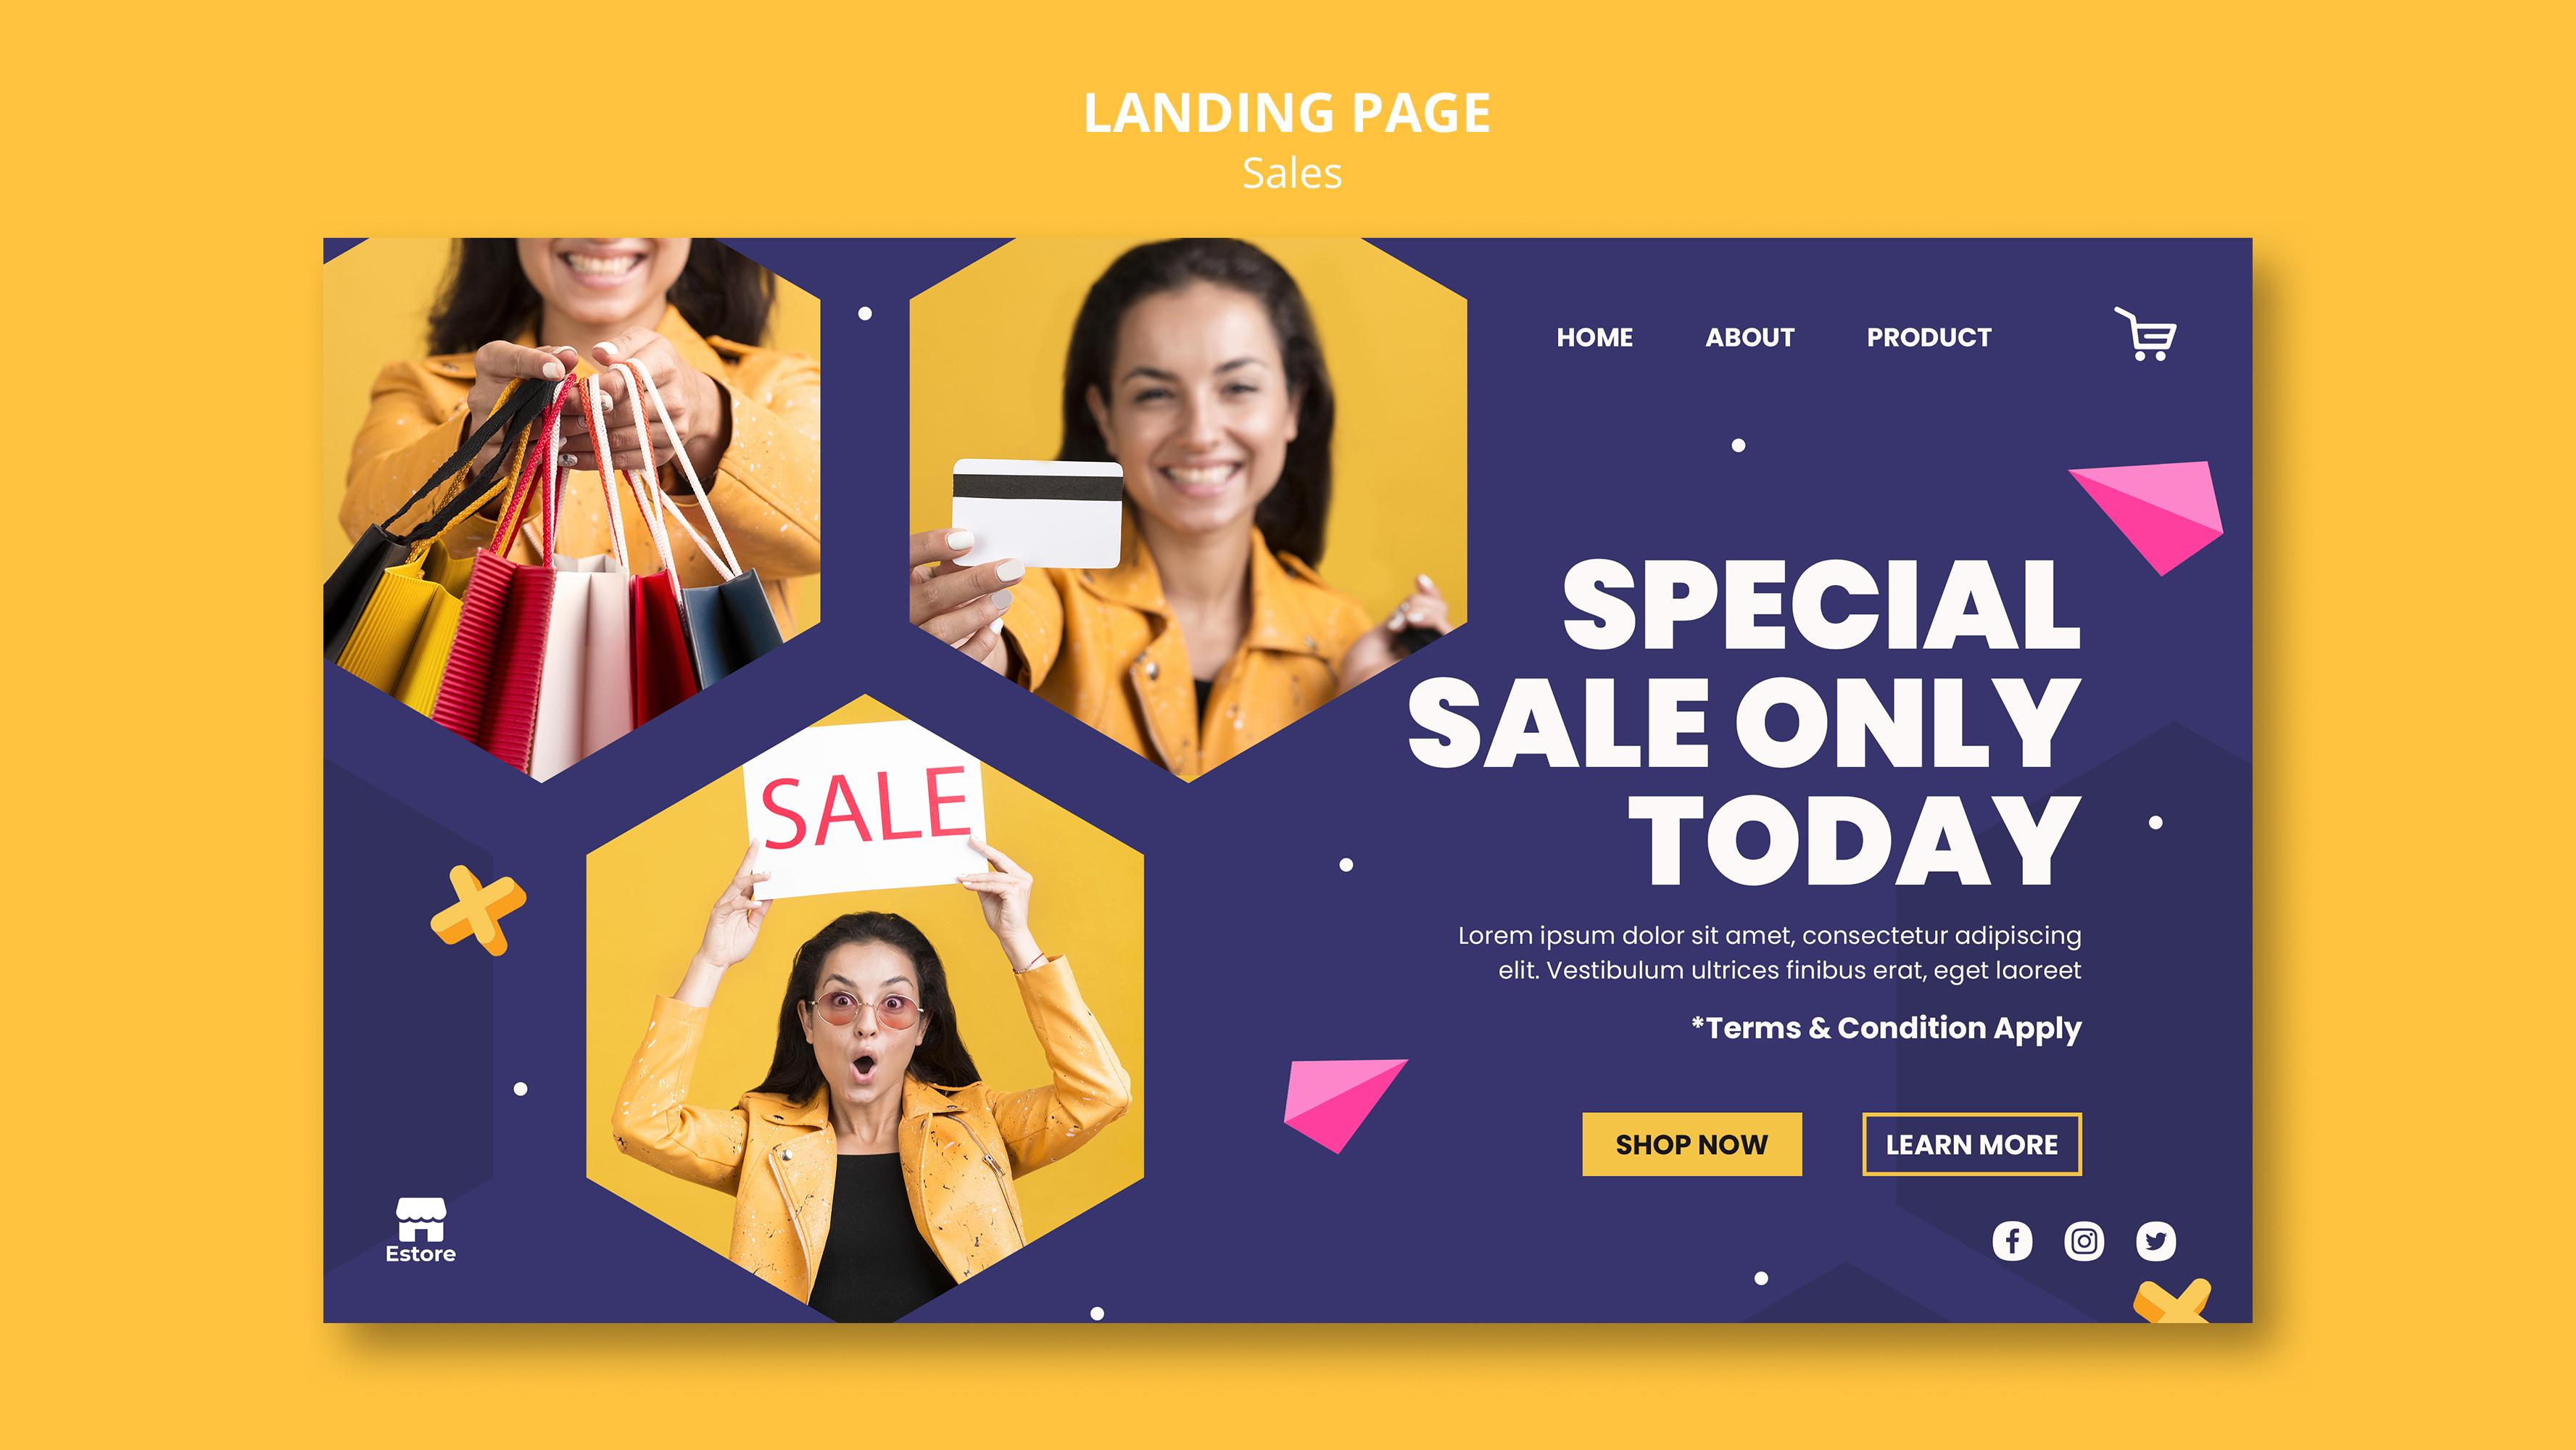 LANDING PAGE
Sales
HOME ABOUT PRODUCT
SPECIAL
SALE ONLY
TODAY
Lorem ipsum dolor sit amet, consectetur adipiscing
elit. Vestibulum ultrices finibus erat, eget laoreet
*Terms & Condition Apply
SHOP NOW LEARN MORE
SALE
Estore